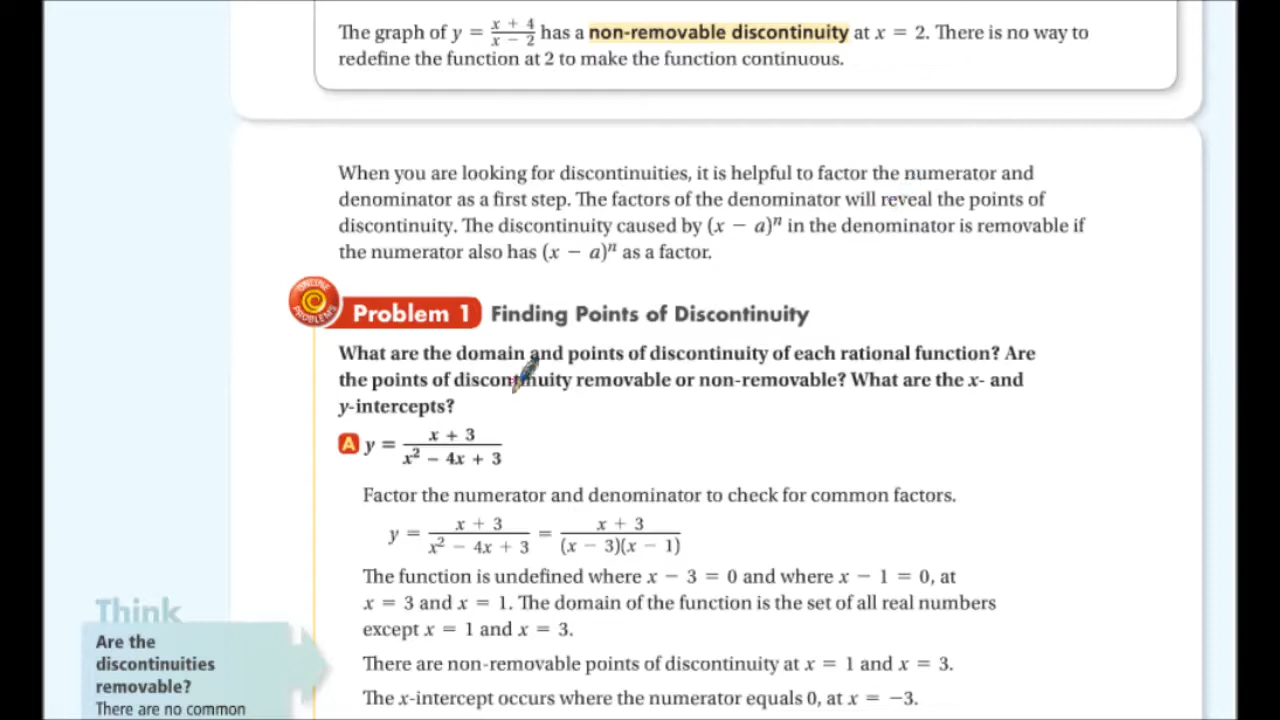 The graph of y = \frac{x + 4}{x − 2} has a non-removable discontinuity at x = 2. There is no way to
redefine the function at 2 to make the function continuous.
When you are looking for discontinuities, it is helpful to factor the numerator and
denominator as a first step. The factors of the denominator will reveal the points of
discontinuity. The discontinuity caused by (x − a)^n in the denominator is removable if
the numerator also has (x − a)^n as a factor.
ONLINE PROBLEMS
Problem 1 Finding Points of Discontinuity
What are the domain and points of discontinuity of each rational function? Are
the points of discontinuity removable or non-removable? What are the x- and
y-intercepts?
A y = \frac{x + 3}{x^2 − 4x + 3}
Factor the numerator and denominator to check for common factors.
y = \frac{x + 3}{x^2 − 4x + 3} = \frac{x + 3}{(x − 3)(x − 1)}
The function is undefined where x − 3 = 0 and where x − 1 = 0, at
x = 3 and x = 1. The domain of the function is the set of all real numbers
except x = 1 and x = 3.
There are non-removable points of discontinuity at x = 1 and x = 3.
The x-intercept occurs where the numerator equals 0, at x = −3.
Think
Are the
discontinuities
removable?
There are no common